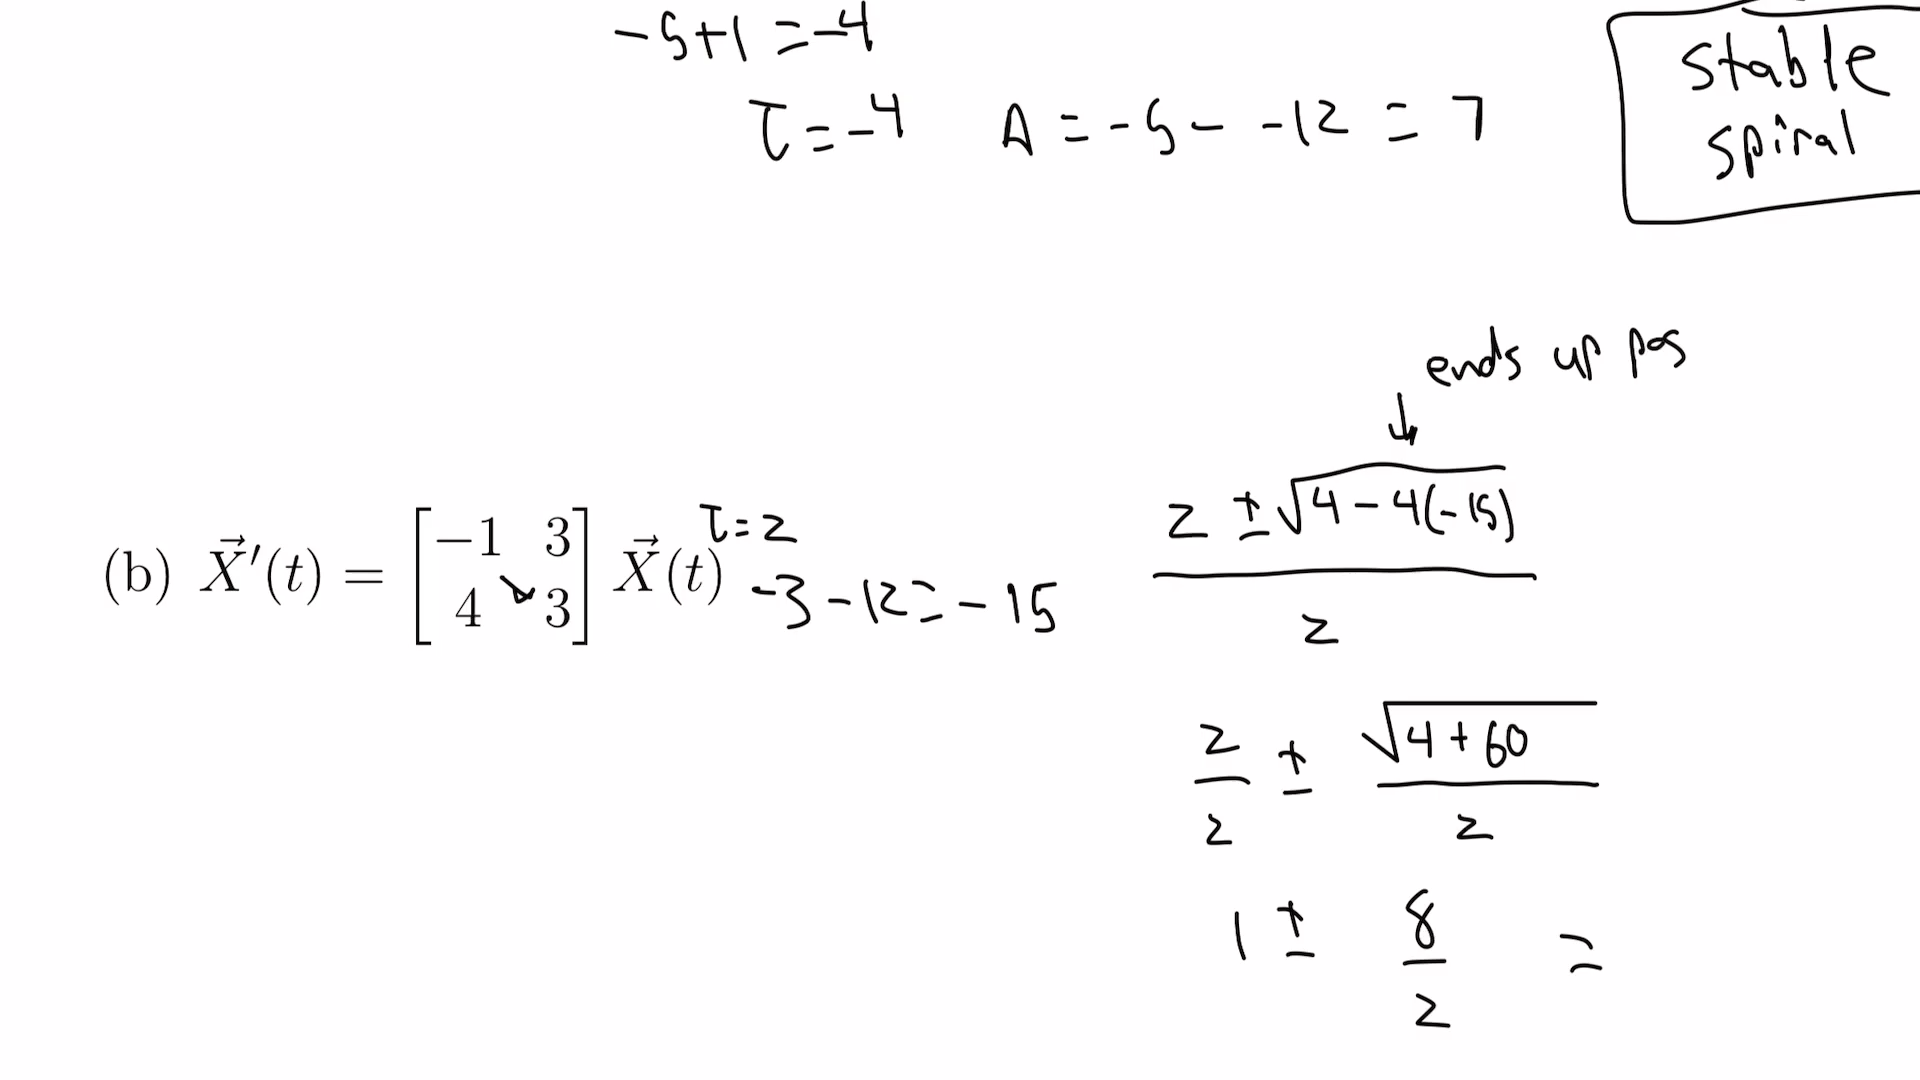 -5+1=-4
τ=-4 Δ=-5--12=7
stable
spiral
ends up pos
↓
2 ± √4-4(-15)
2
(b) X⃗′(t) = [−1 3; 4 3] X⃗(t)
τ=2
-3-12=-15
2/2 ± √4+60/2
1 ± 8/2 =